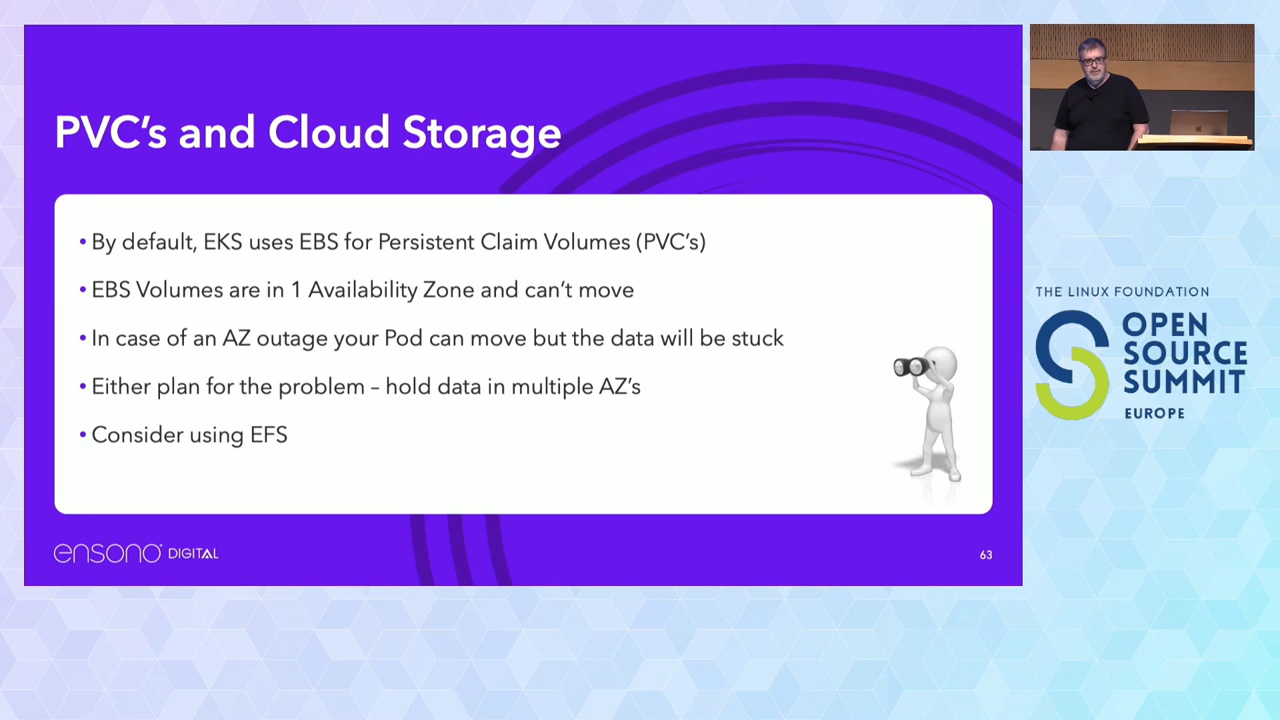 PVC's and Cloud Storage
• By default, EKS uses EBS for Persistent Claim Volumes (PVC's)
• EBS Volumes are in 1 Availability Zone and can't move
• In case of an AZ outage your Pod can move but the data will be stuck
• Either plan for the problem – hold data in multiple AZ's
• Consider using EFS
ensono DIGITAL
63
THE LINUX FOUNDATION
OPEN
SOURCE
SUMMIT
EUROPE